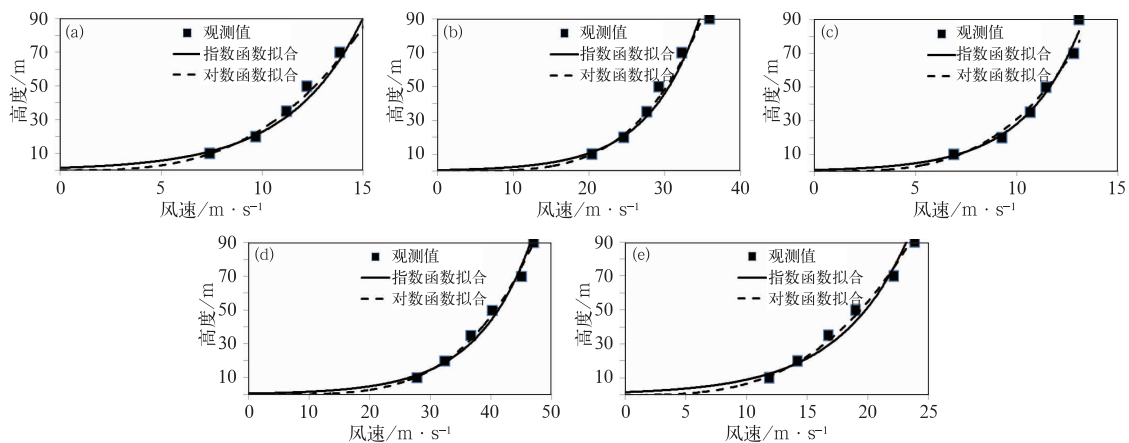 (a)
观测值
指数函数拟合
对数函数拟合
高度/m
90
70
50
30
10
0 5 10 15
风速/m · s⁻¹
(b)
观测值
指数函数拟合
对数函数拟合
高度/m
90
70
50
30
10
0 10 20 30 40
风速/m · s⁻¹
(c)
观测值
指数函数拟合
对数函数拟合
高度/m
90
70
50
30
10
0 5 10 15
风速/m · s⁻¹
(d)
观测值
指数函数拟合
对数函数拟合
高度/m
90
70
50
30
10
0 10 20 30 40 50
风速/m · s⁻¹
(e)
观测值
指数函数拟合
对数函数拟合
高度/m
90
70
50
30
10
0 5 10 15 20 25
风速/m · s⁻¹